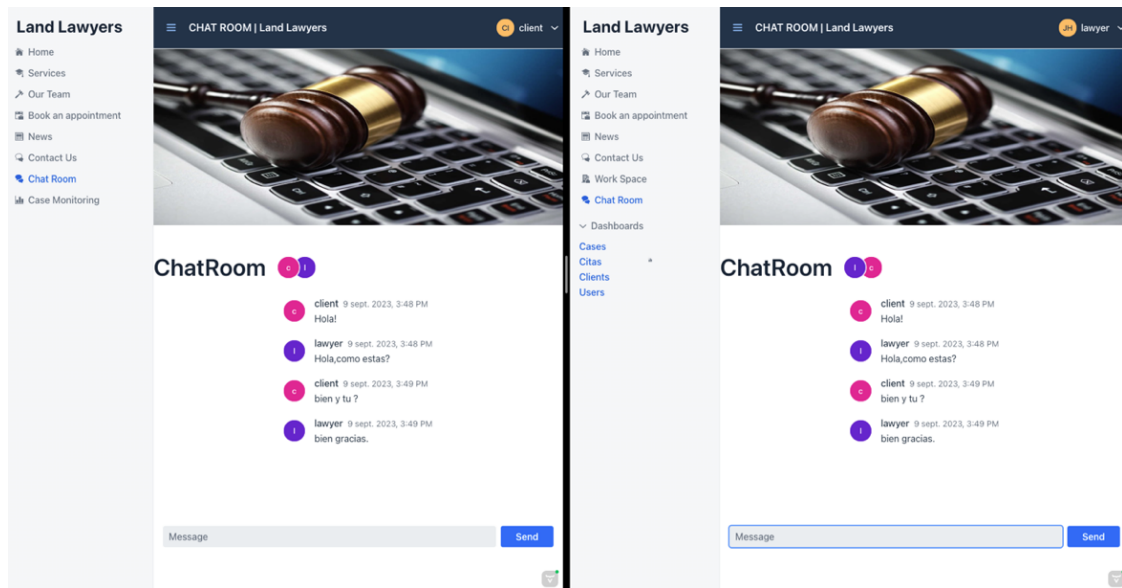 Land Lawyers
Home
Services
Our Team
Book an appointment
News
Contact Us
Chat Room
Case Monitoring
CHAT ROOM | Land Lawyers
CI client
ChatRoom
c l
c
client 9 sept. 2023, 3:48 PM
Hola!
l
lawyer 9 sept. 2023, 3:48 PM
Hola,como estas?
c
client 9 sept. 2023, 3:49 PM
bien y tu ?
l
lawyer 9 sept. 2023, 3:49 PM
bien gracias.
Message
Send
Land Lawyers
Home
Services
Our Team
Book an appointment
News
Contact Us
Work Space
Chat Room
Dashboards
Cases
Citas
Clients
Users
CHAT ROOM | Land Lawyers
JH lawyer
ChatRoom
l c
c
client 9 sept. 2023, 3:48 PM
Hola!
l
lawyer 9 sept. 2023, 3:48 PM
Hola,como estas?
c
client 9 sept. 2023, 3:49 PM
bien y tu ?
l
lawyer 9 sept. 2023, 3:49 PM
bien gracias.
Message
Send